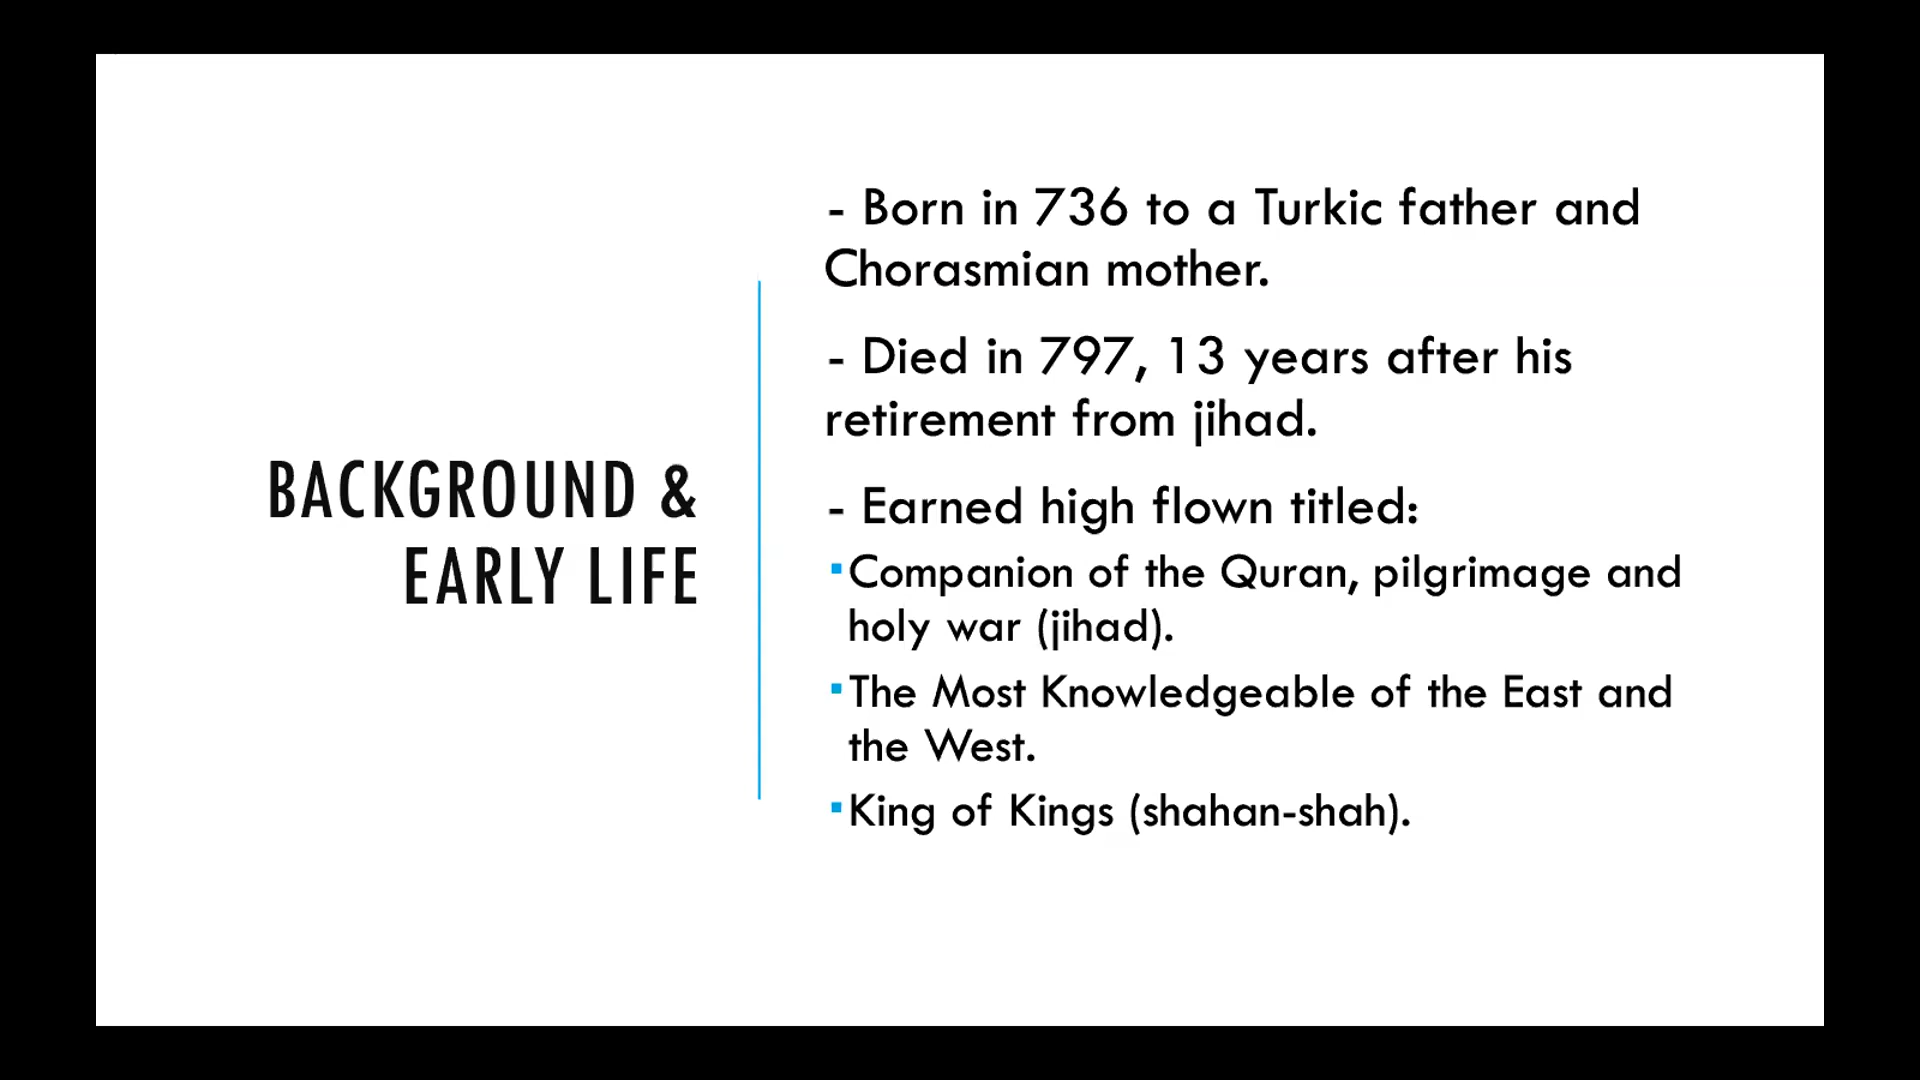 BACKGROUND &
EARLY LIFE
- Born in 736 to a Turkic father and
Chorasmian mother.
- Died in 797, 13 years after his
retirement from jihad.
- Earned high flown titled:
▪Companion of the Quran, pilgrimage and
holy war (jihad).
▪The Most Knowledgeable of the East and
the West.
▪King of Kings (shahan-shah).